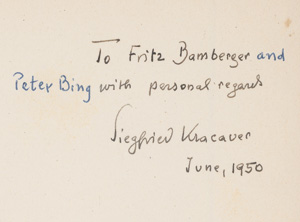 To Fritz Bamberger and
Peter Bing with personal regards
Siegfried Kracauer
June, 1950